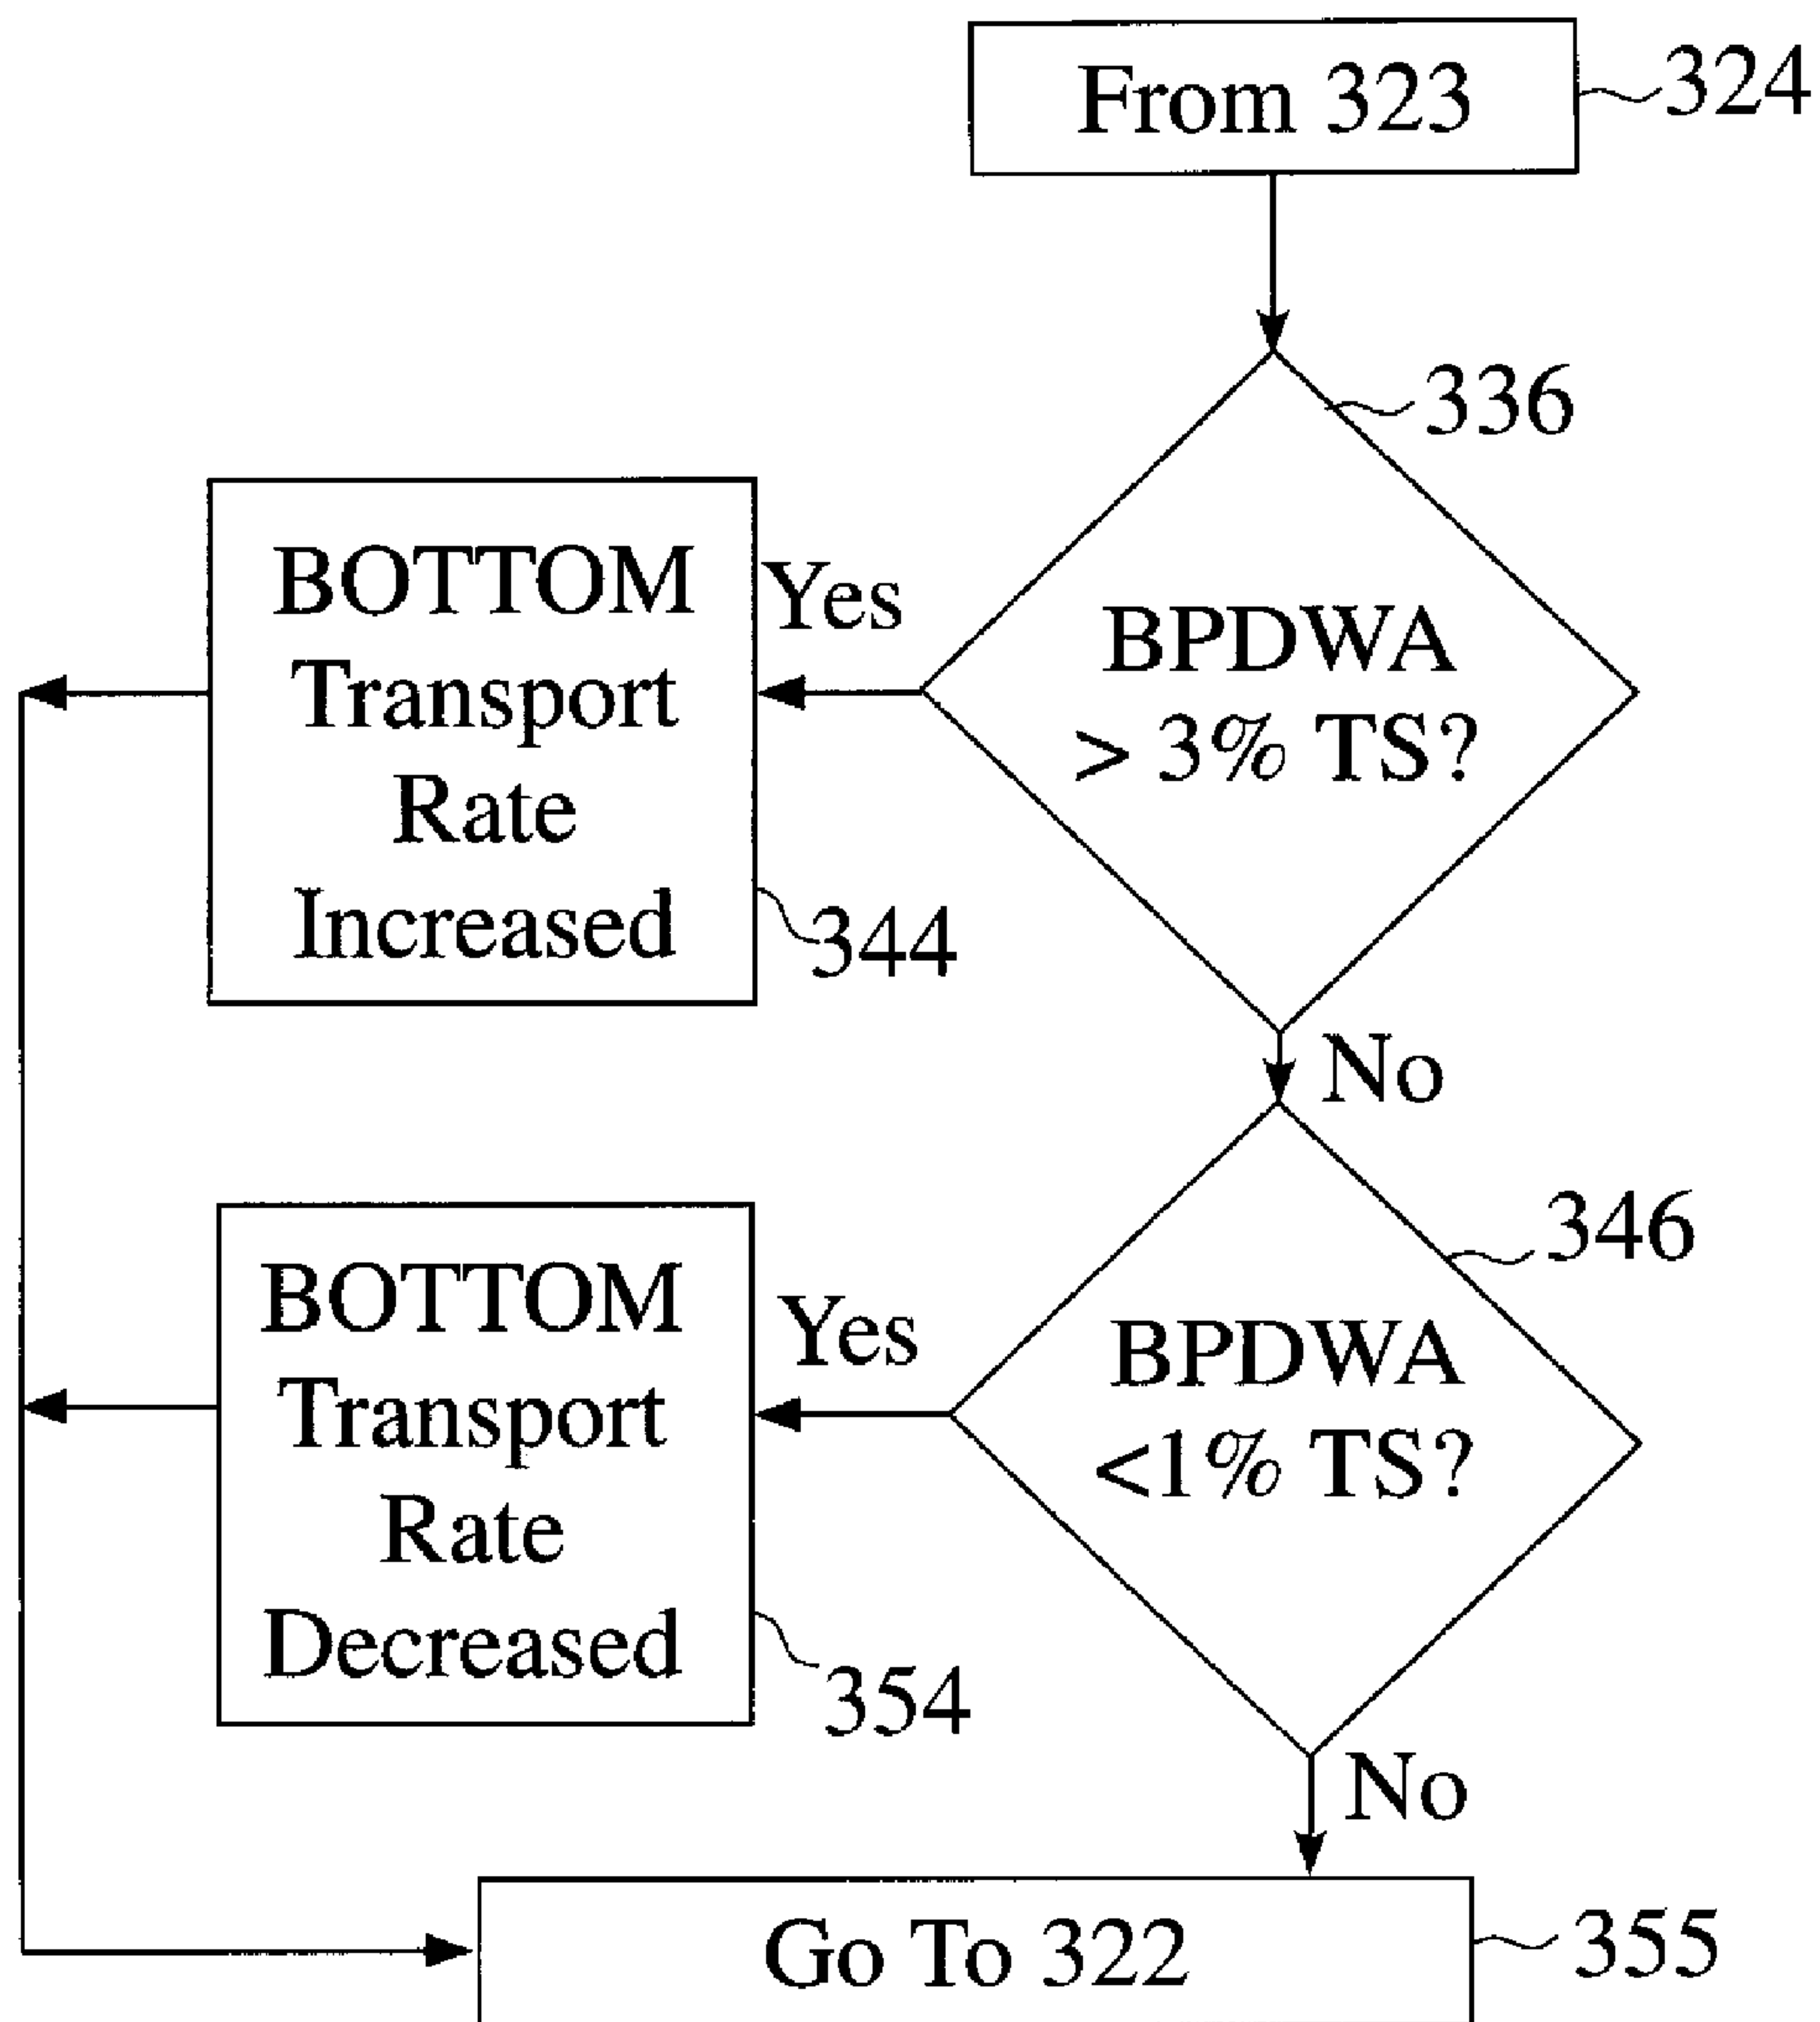 From 323
324
336
BPDWA
> 3% TS?
Yes
BOTTOM
Transport
Rate
Increased
344
No
346
BPDWA
<1% TS?
Yes
BOTTOM
Transport
Rate
Decreased
354
No
Go To 322
355